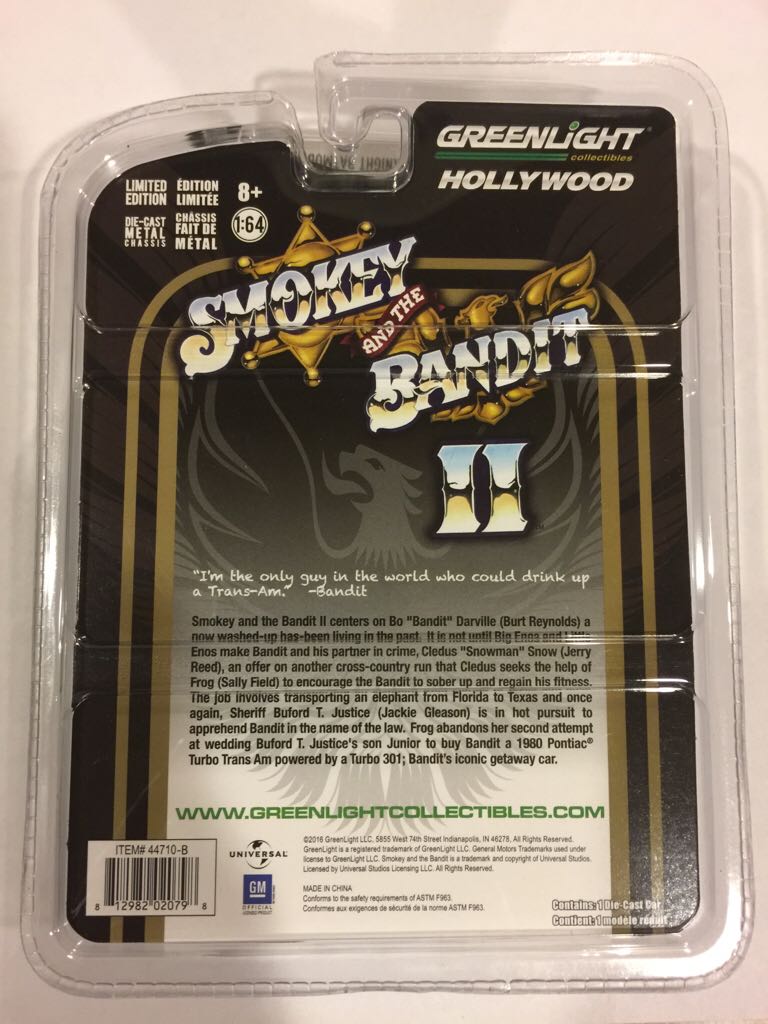 GREENLiGHT®
collectibles
HOLLYWOOD
LIMITED EDITION
ÉDITION LIMITÉE
8+
DIE-CAST METAL CHASSIS
CHÂSSIS FAIT DE MÉTAL
1:64
SMOKEY
AND THE
BANDIT
II
"I'm the only guy in the world who could drink up
a Trans-Am." -Bandit
Smokey and the Bandit II centers on Bo "Bandit" Darville (Burt Reynolds) a
now washed-up has-been living in the past. It is not until Big Enos and Little
Enos make Bandit and his partner in crime, Cledus "Snowman" Snow (Jerry
Reed), an offer on another cross-country run that Cledus seeks the help of
Frog (Sally Field) to encourage the Bandit to sober up and regain his fitness.
The job involves transporting an elephant from Florida to Texas and once
again, Sheriff Buford T. Justice (Jackie Gleason) is in hot pursuit to
apprehend Bandit in the name of the law. Frog abandons her second attempt
at wedding Buford T. Justice's son Junior to buy Bandit a 1980 Pontiac®
Turbo Trans Am powered by a Turbo 301; Bandit's iconic getaway car.
WWW.GREENLIGHTCOLLECTIBLES.COM
ITEM# 44710-B
8 12982 02079 8
UNIVERSAL
GM
OFFICIAL
LICENSED PRODUCT
©2016 GreenLight LLC. 5855 West 74th Street Indianapolis, IN 46278, All Rights Reserved.
GreenLight is a registered trademark of GreenLight LLC. General Motors Trademarks used under
license to GreenLight LLC. Smokey and the Bandit is a trademark and copyright of Universal Studios.
Licensed by Universal Studios Licensing LLC. All Rights Reserved.
MADE IN CHINA
Conforms to the safety requirements of ASTM F963.
Conformes aux exigences de sécurité de la norme ASTM F963.
Contains: 1 Die-Cast Car
Contient: 1 modèle réduit